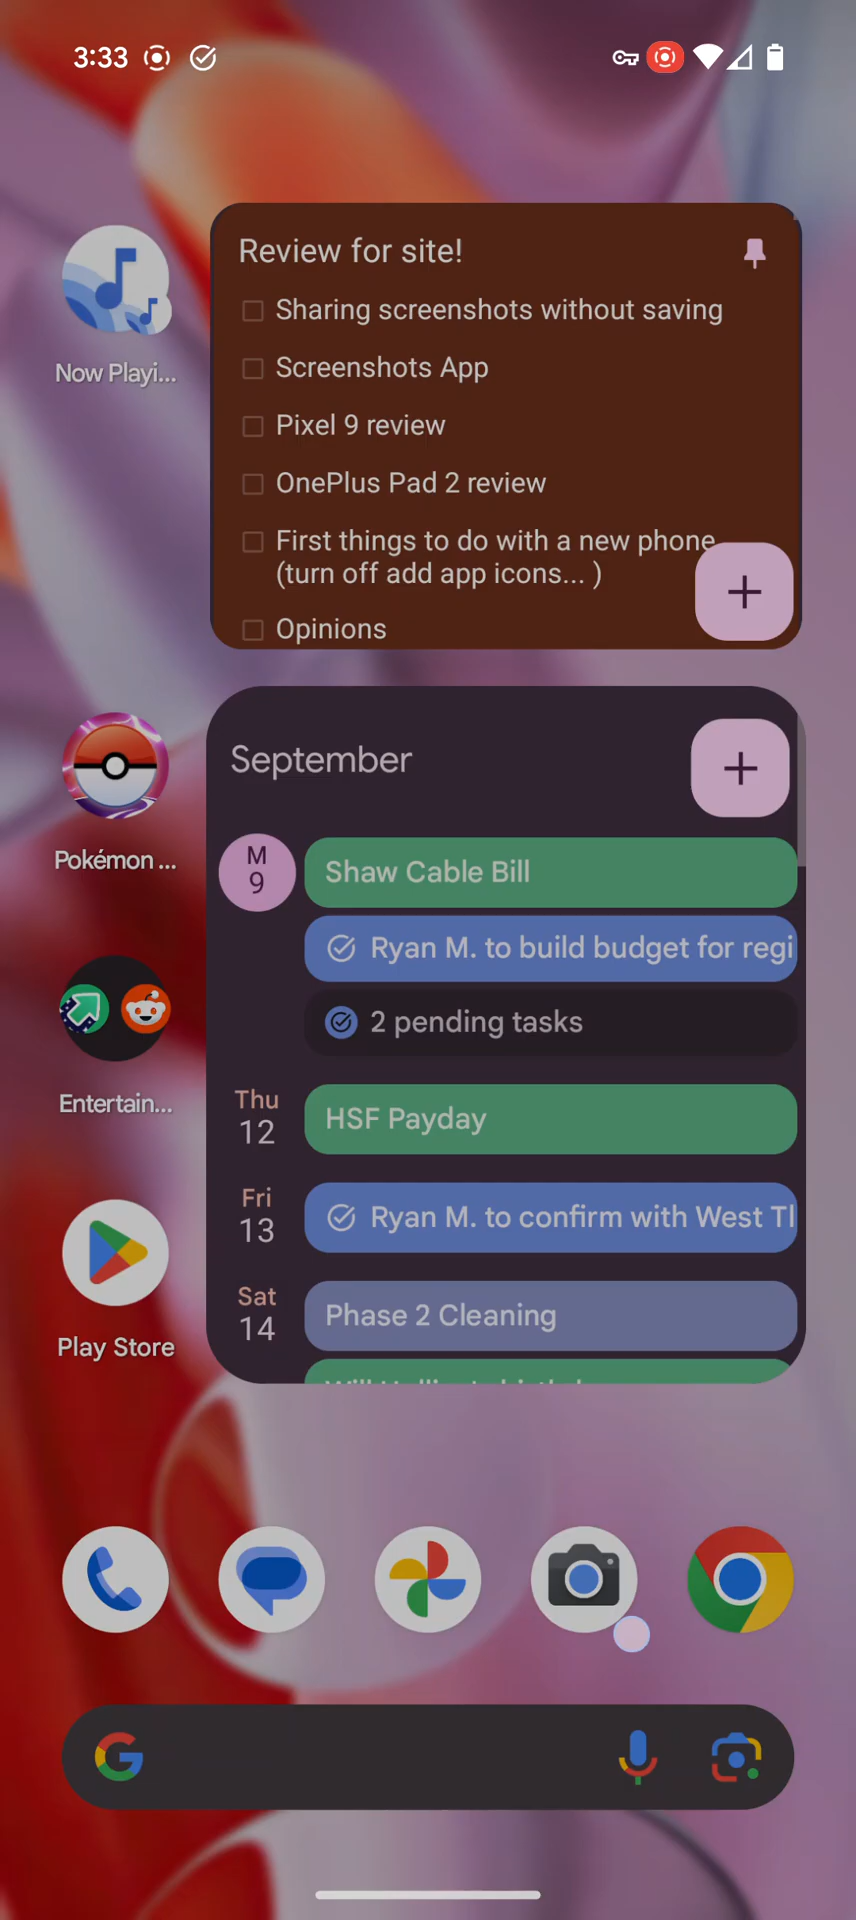 3:33
Review for site!
Sharing screenshots without saving
Screenshots App
Pixel 9 review
OnePlus Pad 2 review
First things to do with a new phone
(turn off add app icons... )
Opinions
Now Playi...
September
M
9
Shaw Cable Bill
Ryan M. to build budget for regi
2 pending tasks
Thu
12
HSF Payday
Fri
13
Ryan M. to confirm with West Tl
Sat
14
Phase 2 Cleaning
Pokémon ...
Entertain...
Play Store